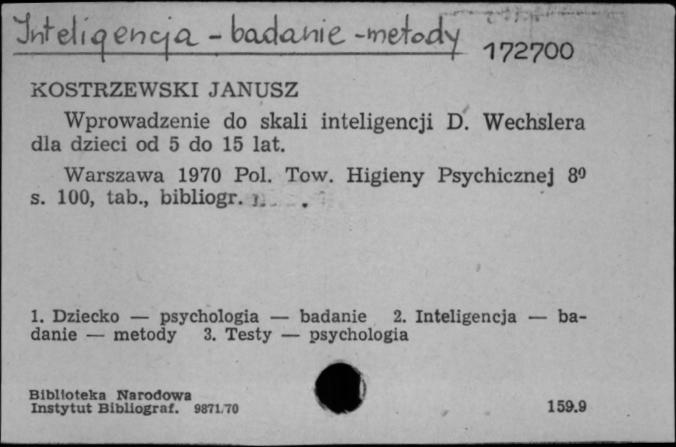 Inteligencja - badanie - metody
172700
KOSTRZEWSKI JANUSZ
Wprowadzenie do skali inteligencji D. Wechslera
dla dzieci od 5 do 15 lat.
Warszawa 1970 Pol. Tow. Higieny Psychicznej 8⁰
s. 100, tab., bibliogr.
1. Dziecko — psychologia — badanie 2. Inteligencja — ba-
danie — metody 3. Testy — psychologia
Biblioteka Narodowa
Instytut Bibliograf. 9871/70
159.9